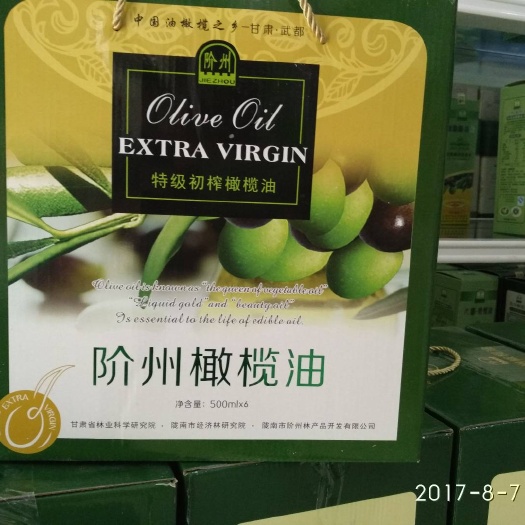 中国油橄榄之乡-甘肃·武都
阶州
JIEZHOU
Olive Oil
EXTRA VIRGIN
特级初榨橄榄油
Olive oil is known as "the queen of vegetable oil"
"Liquid gold" and "beauty oil"
Is essential to the life of edible oil.
阶州橄榄油
净含量: 500ml×6
EXTRA VIRGIN
甘肃省林业科学研究院 · 陇南市经济林研究院 · 陇南市阶州林产品开发有限公司
2017-8-7